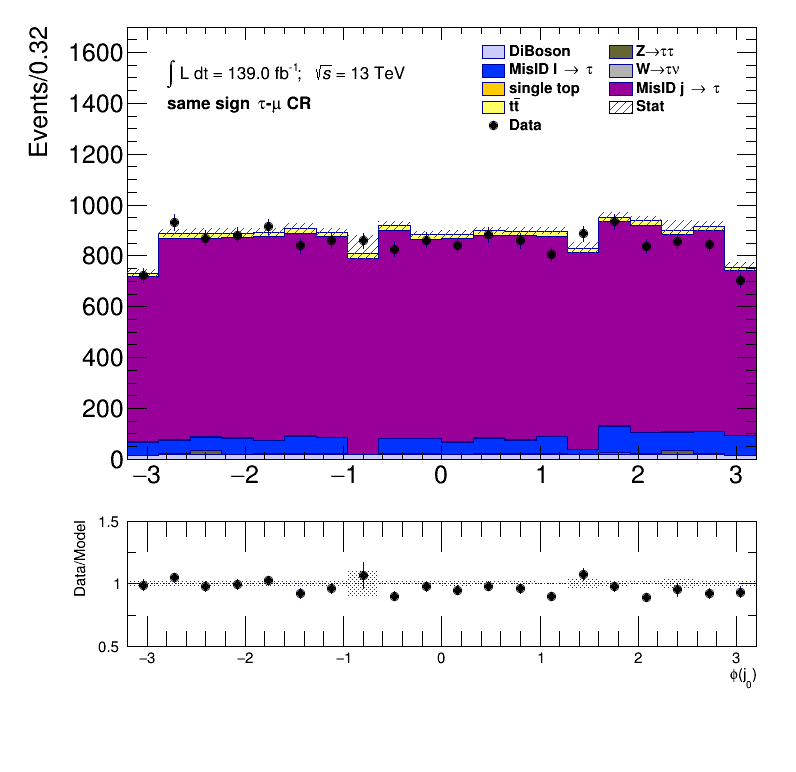 Events/0.32
1600
1400
1200
1000
800
600
400
200
0
∫ L dt = 139.0 fb⁻¹; √s = 13 TeV
same sign τ-μ CR
DiBoson
MisID l → τ
single top
tt̄
Data
Z→ττ
W→τν
MisID j → τ
Stat
−3 −2 −1 0 1 2 3
Data/Model
1.5
1
0.5
−3 −2 −1 0 1 2 3
ϕ(j₀)